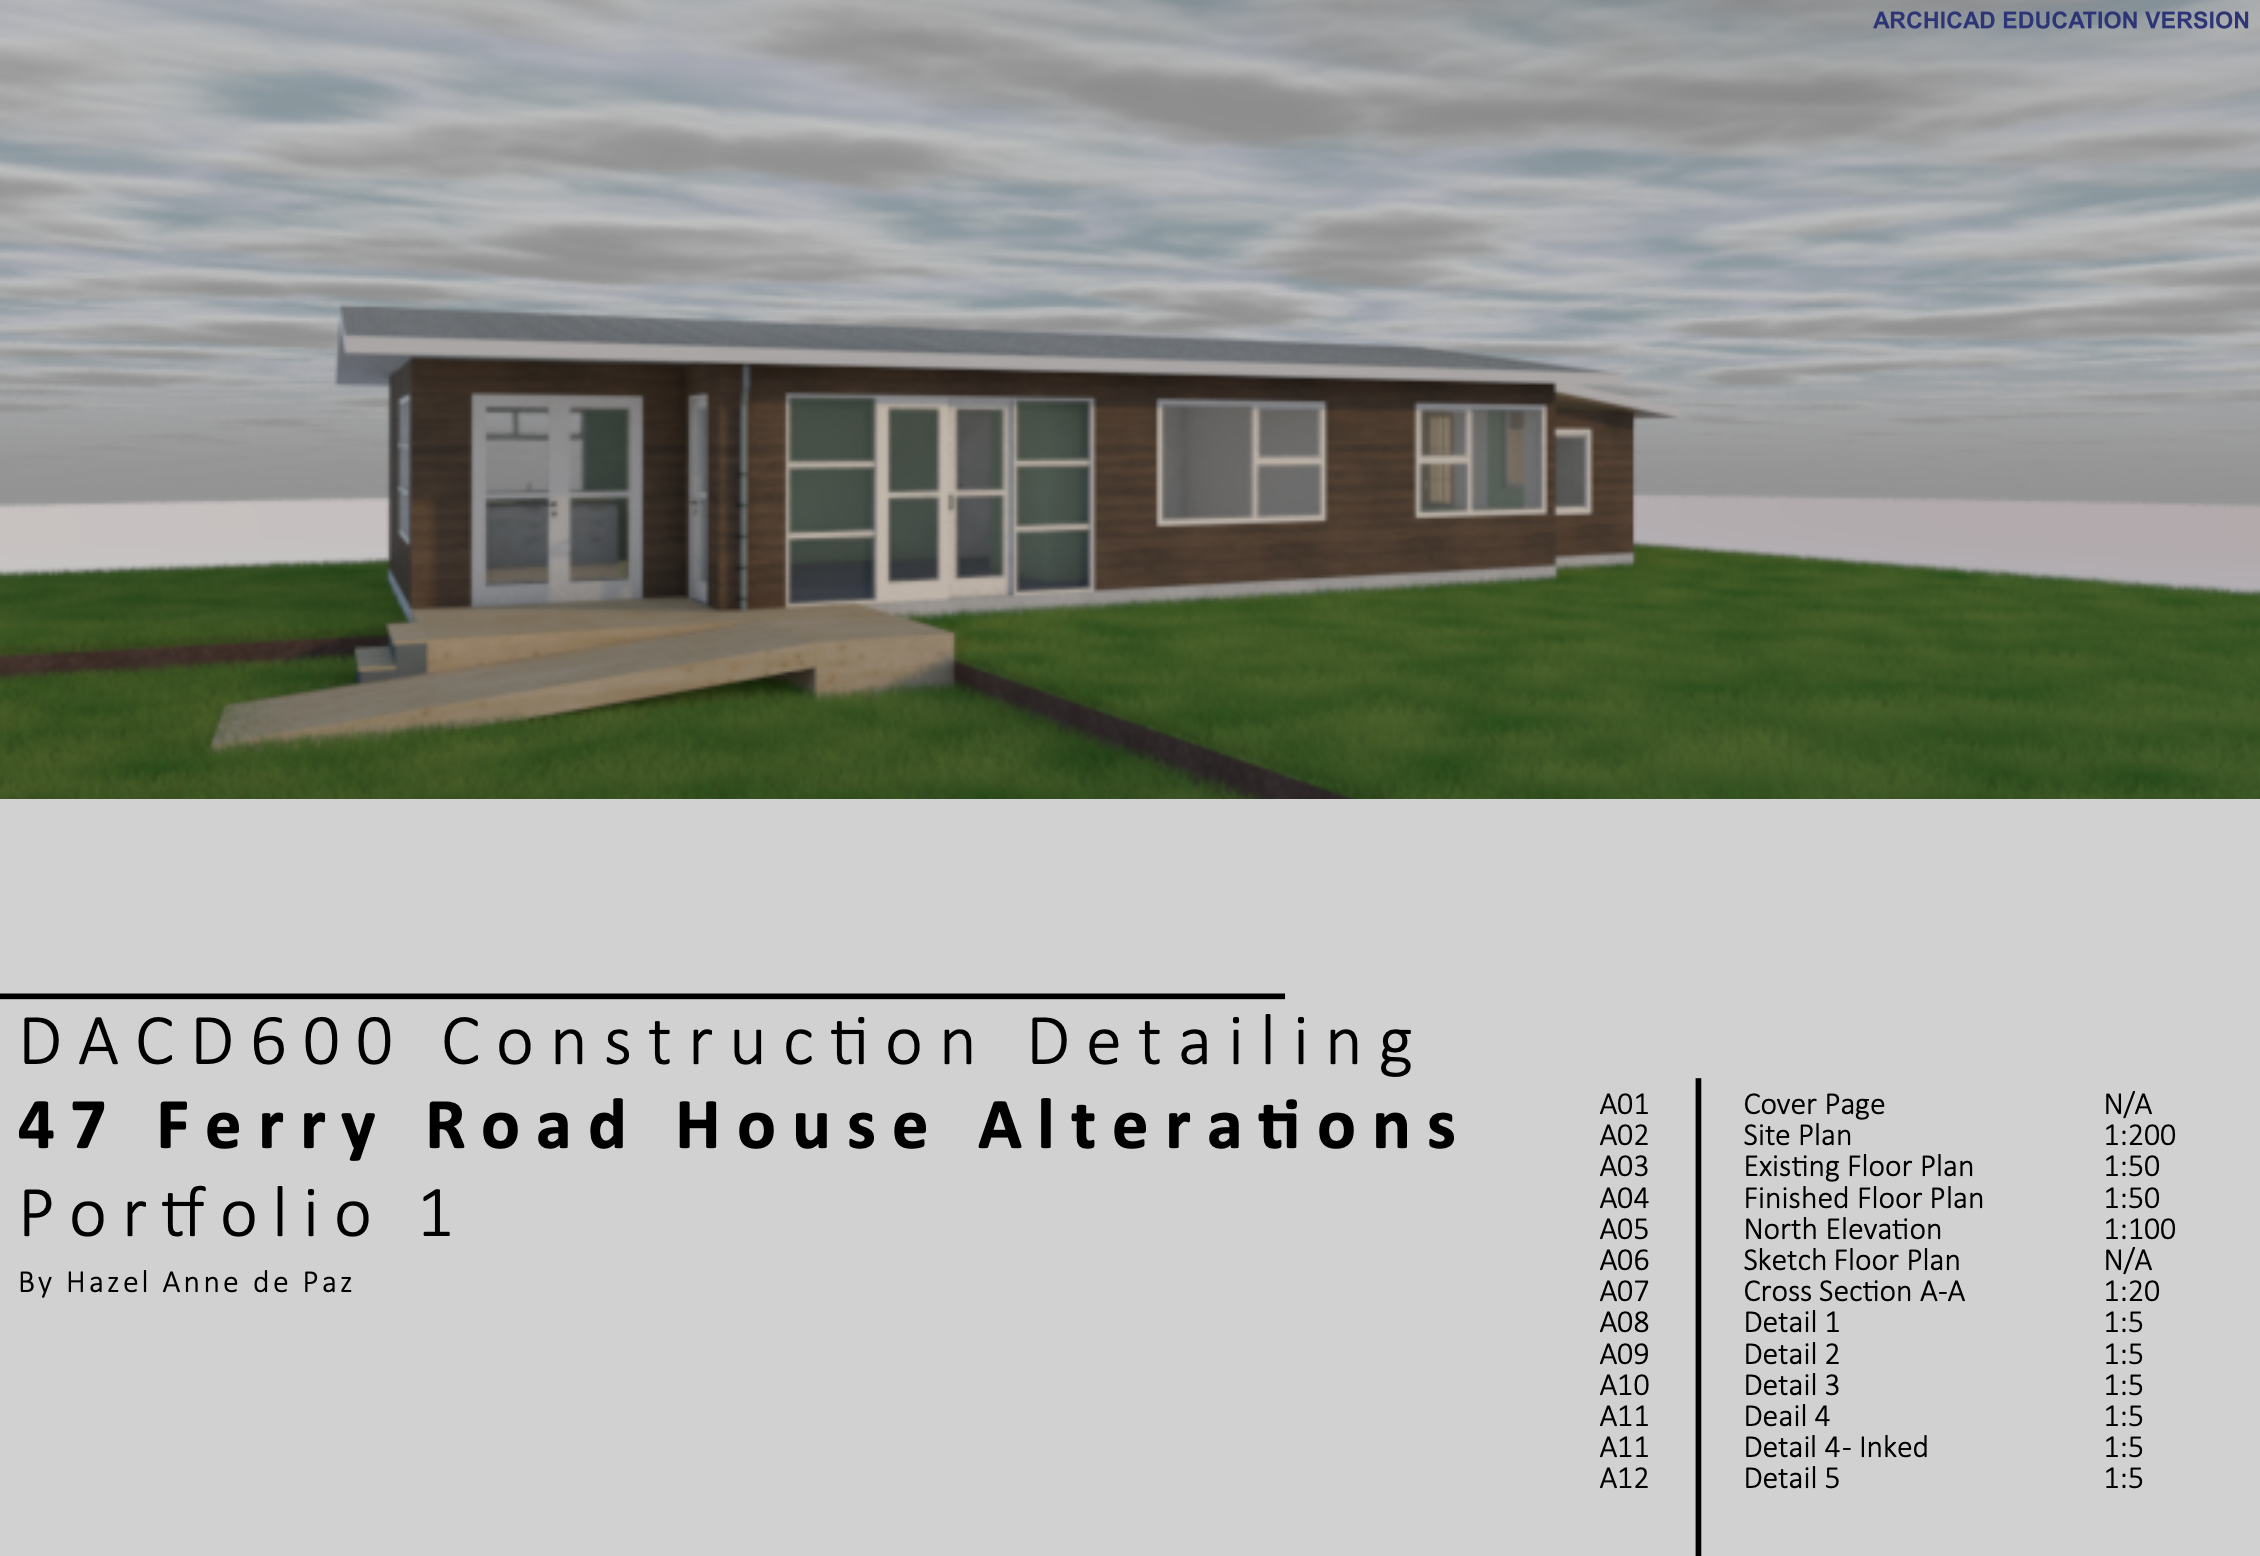 ARCHICAD EDUCATION VERSION
DACD600 Construction Detailing
47 Ferry Road House Alterations
Portfolio 1
By Hazel Anne de Paz
A01 Cover Page N/A
A02 Site Plan 1:200
A03 Existing Floor Plan 1:50
A04 Finished Floor Plan 1:50
A05 North Elevation 1:100
A06 Sketch Floor Plan N/A
A07 Cross Section A-A 1:20
A08 Detail 1 1:5
A09 Detail 2 1:5
A10 Detail 3 1:5
A11 Deail 4 1:5
A11 Detail 4- Inked 1:5
A12 Detail 5 1:5